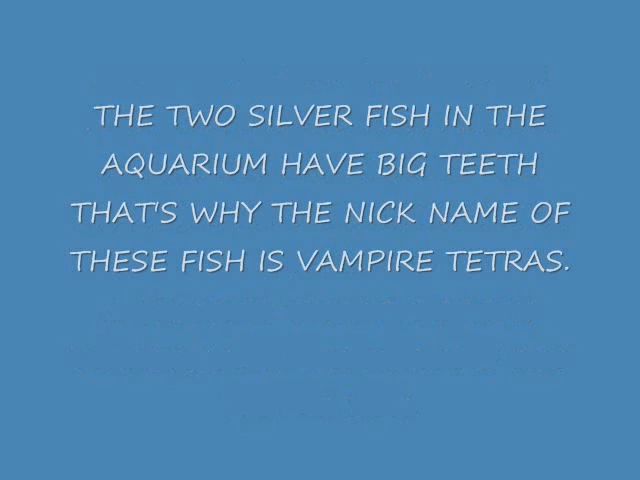 THE TWO SILVER FISH IN THE
AQUARIUM HAVE BIG TEETH
THAT'S WHY THE NICK NAME OF
THESE FISH IS VAMPIRE TETRAS.